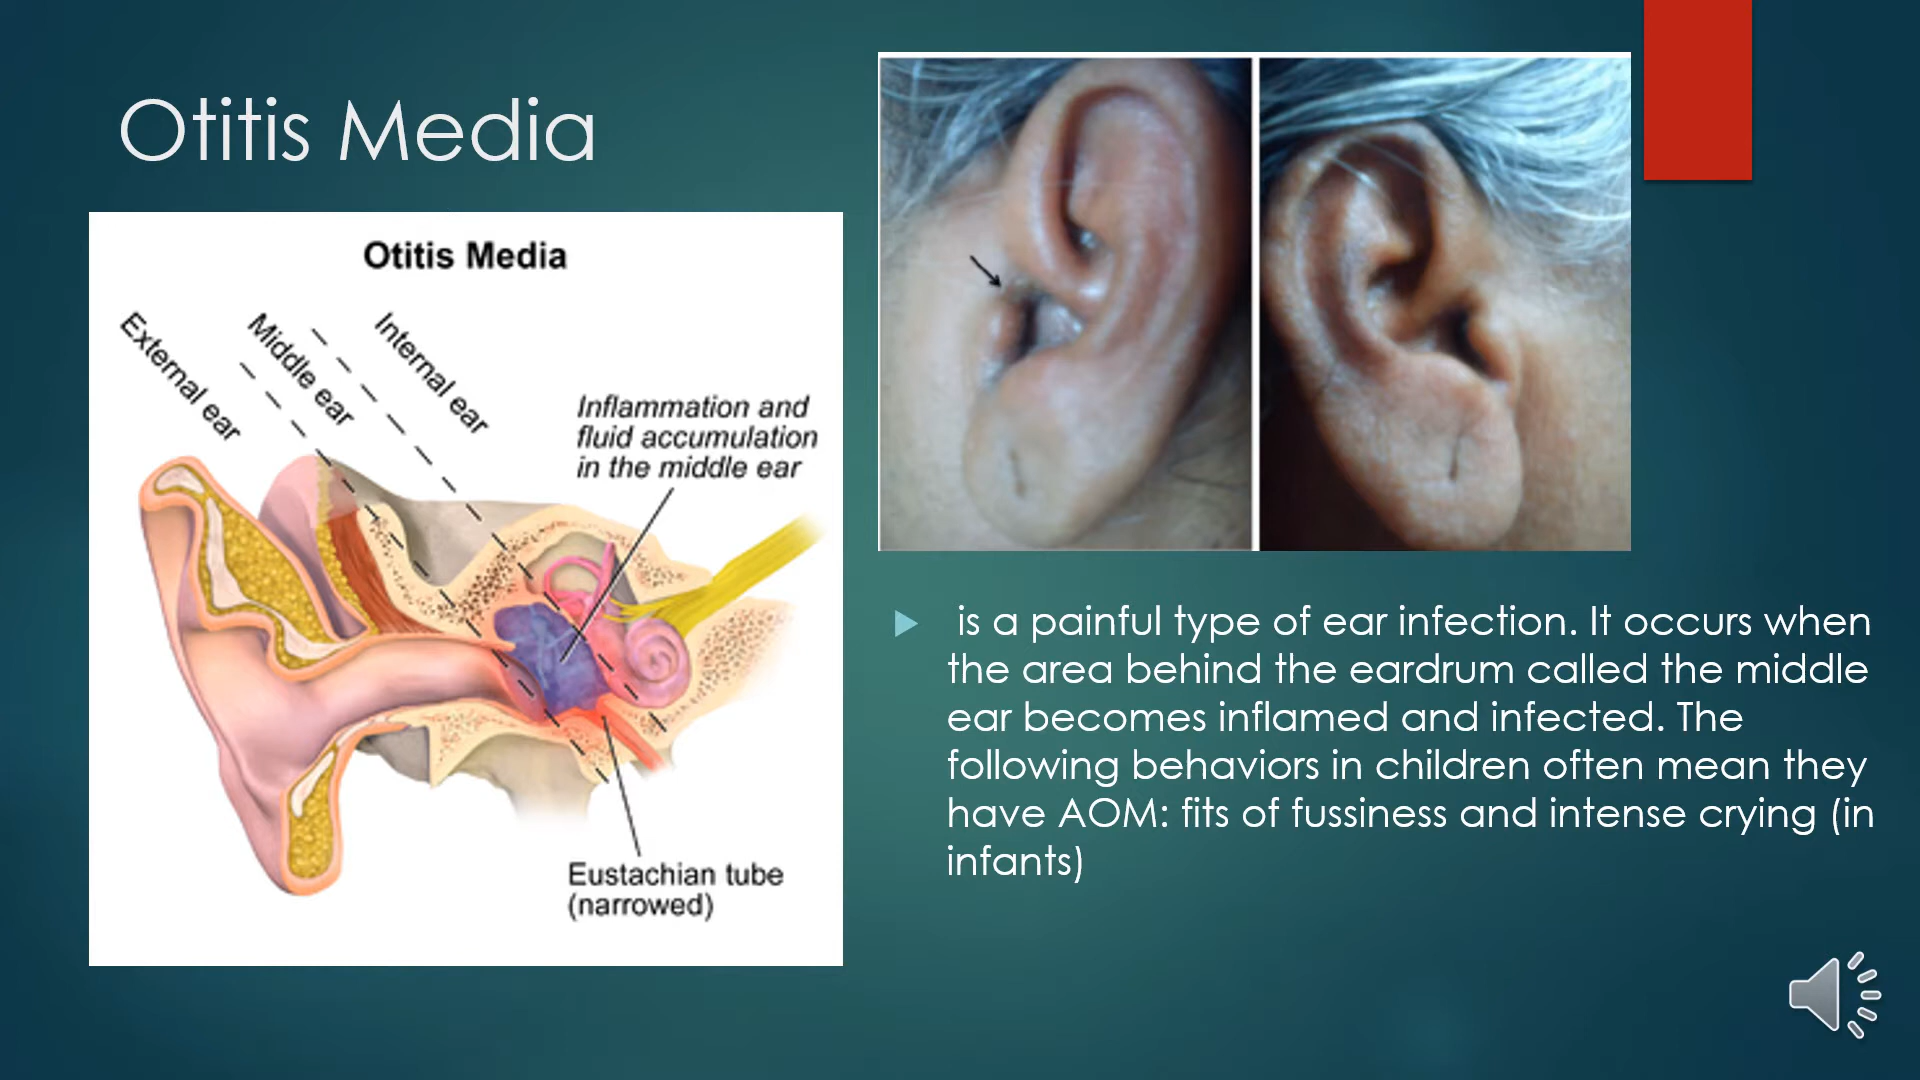 Otitis Media
Otitis Media
External ear
Middle ear
Internal ear
Inflammation and
fluid accumulation
in the middle ear
Eustachian tube
(narrowed)
is a painful type of ear infection. It occurs when
the area behind the eardrum called the middle
ear becomes inflamed and infected. The
following behaviors in children often mean they
have AOM: fits of fussiness and intense crying (in
infants)